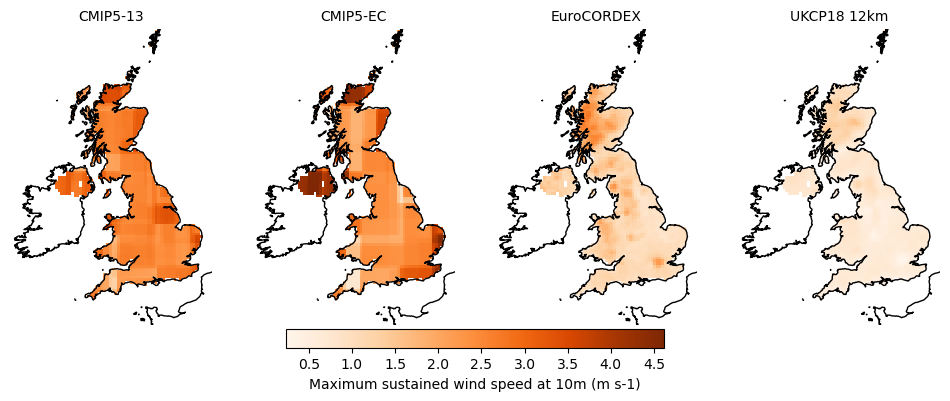 CMIP5-13 CMIP5-EC EuroCORDEX UKCP18 12km
0.5 1.0 1.5 2.0 2.5 3.0 3.5 4.0 4.5
Maximum sustained wind speed at 10m (m s-1)